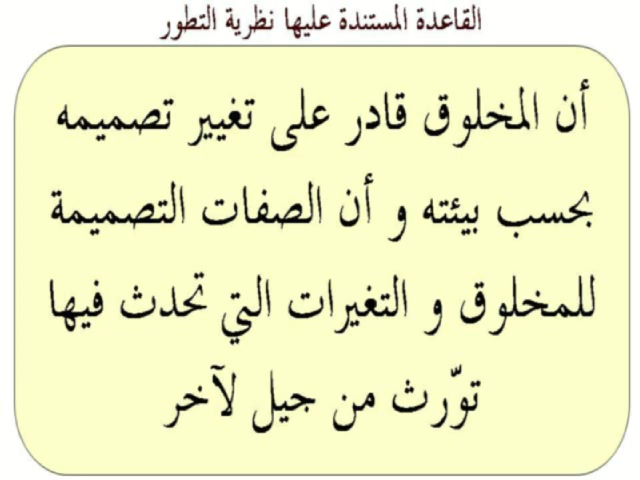 القاعدة المستندة عليها نظرية التطور
أن المخلوق قادر على تغيير تصميمه
بحسب بيئته و أن الصفات التصميمة
للمخلوق و التغيرات التي تحدث فيها
تورّث من جيل لآخر